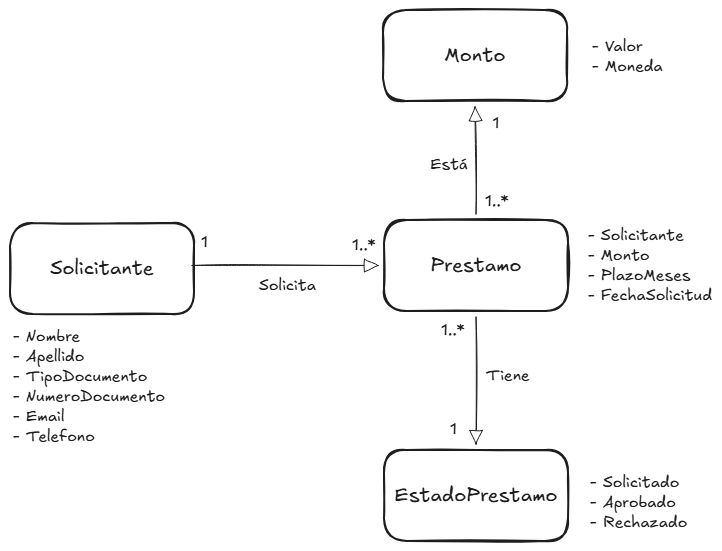 Monto
- Valor
- Moneda
1
Está
1..*
Solicitante
1
1..*
Solicita
Prestamo
- Solicitante
- Monto
- PlazoMeses
- FechaSolicitud
- Nombre
- Apellido
- TipoDocumento
- NumeroDocumento
- Email
- Telefono
1..*
Tiene
1
EstadoPrestamo
- Solicitado
- Aprobado
- Rechazado